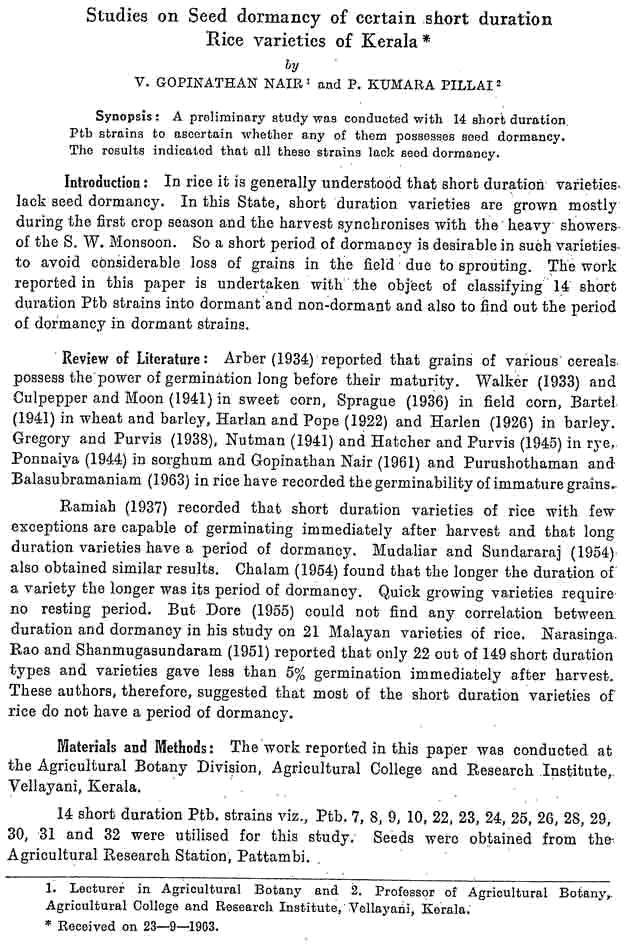 Studies on Seed dormancy of certain short duration
Rice varieties of Kerala *
by
V. GOPINATHAN NAIR ¹ and P. KUMARA PILLAI ²
Synopsis: A preliminary study was conducted with 14 short duration
Ptb strains to ascertain whether any of them possesses seed dormancy.
The results indicated that all these strains lack seed dormancy.
Introduction: In rice it is generally understood that short duration varieties
lack seed dormancy. In this State, short duration varieties are grown mostly
during the first crop season and the harvest synchronises with the heavy showers
of the S. W. Monsoon. So a short period of dormancy is desirable in such varieties
to avoid considerable loss of grains in the field due to sprouting. The work
reported in this paper is undertaken with the object of classifying 14 short
duration Ptb strains into dormant and non-dormant and also to find out the period
of dormancy in dormant strains.
Review of Literature: Arber (1934) reported that grains of various cereals
possess the power of germination long before their maturity. Walker (1933) and
Culpepper and Moon (1941) in sweet corn, Sprague (1936) in field corn, Bartel
(1941) in wheat and barley, Harlan and Pope (1922) and Harlen (1926) in barley.
Gregory and Purvis (1938), Nutman (1941) and Hatcher and Purvis (1945) in rye,
Ponnaiya (1944) in sorghum and Gopinathan Nair (1961) and Purushothaman and
Balasubramaniam (1963) in rice have recorded the germinability of immature grains.
Ramiah (1937) recorded that short duration varieties of rice with few
exceptions are capable of germinating immediately after harvest and that long
duration varieties have a period of dormancy. Mudaliar and Sundararaj (1954)
also obtained similar results. Chalam (1954) found that the longer the duration of
a variety the longer was its period of dormancy. Quick growing varieties require
no resting period. But Dore (1955) could not find any correlation between
duration and dormancy in his study on 21 Malayan varieties of rice. Narasinga
Rao and Shanmugasundaram (1951) reported that only 22 out of 149 short duration
types and varieties gave less than 5% germination immediately after harvest.
These authors, therefore, suggested that most of the short duration varieties of
rice do not have a period of dormancy.
Materials and Methods: The work reported in this paper was conducted at
the Agricultural Botany Division, Agricultural College and Research Institute,
Vellayani, Kerala.
14 short duration Ptb. strains viz., Ptb. 7, 8, 9, 10, 22, 23, 24, 25, 26, 28, 29,
30, 31 and 32 were utilised for this study. Seeds were obtained from the
Agricultural Research Station, Pattambi.
1. Lecturer in Agricultural Botany and 2. Professor of Agricultural Botany,
Agricultural College and Research Institute, Vellayani, Kerala.
* Received on 23—9—1963.